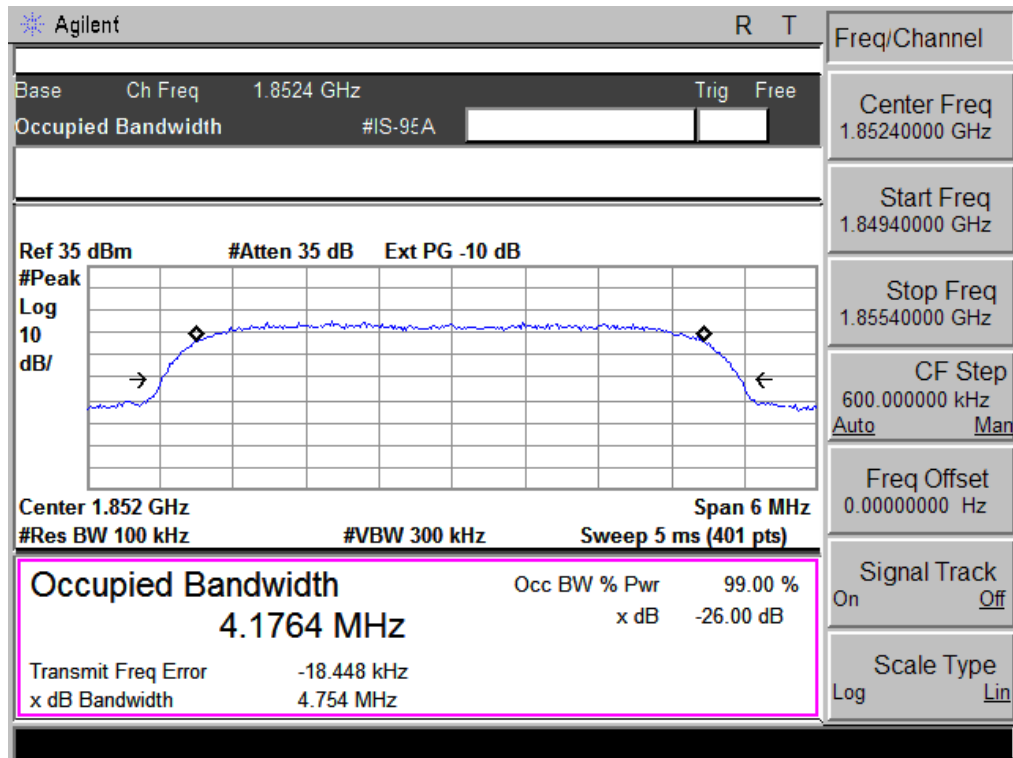 Agilent R T
Base Ch Freq 1.8524 GHz Trig Free
Occupied Bandwidth #IS-95A
Ref 35 dBm #Atten 35 dB Ext PG -10 dB
#Peak
Log
10
dB/
Center 1.852 GHz Span 6 MHz
#Res BW 100 kHz #VBW 300 kHz Sweep 5 ms (401 pts)
Occupied Bandwidth Occ BW % Pwr 99.00 %
4.1764 MHz x dB -26.00 dB
Transmit Freq Error -18.448 kHz
x dB Bandwidth 4.754 MHz
Freq/Channel
Center Freq
1.85240000 GHz
Start Freq
1.84940000 GHz
Stop Freq
1.85540000 GHz
CF Step
600.000000 kHz
Auto Man
Freq Offset
0.00000000 Hz
Signal Track
On Off
Scale Type
Log Lin